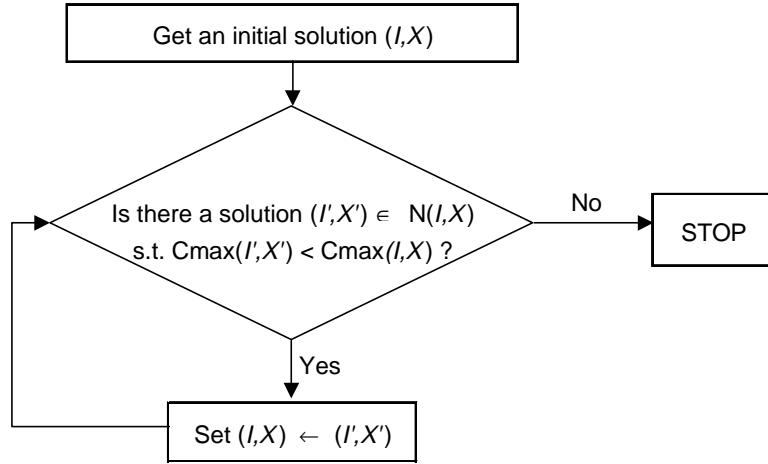 Get an initial solution (I,X)
Is there a solution (I',X') ∈ N(I,X)
s.t. Cmax(I',X') < Cmax(I,X) ?
No
STOP
Yes
Set (I,X) ← (I',X')